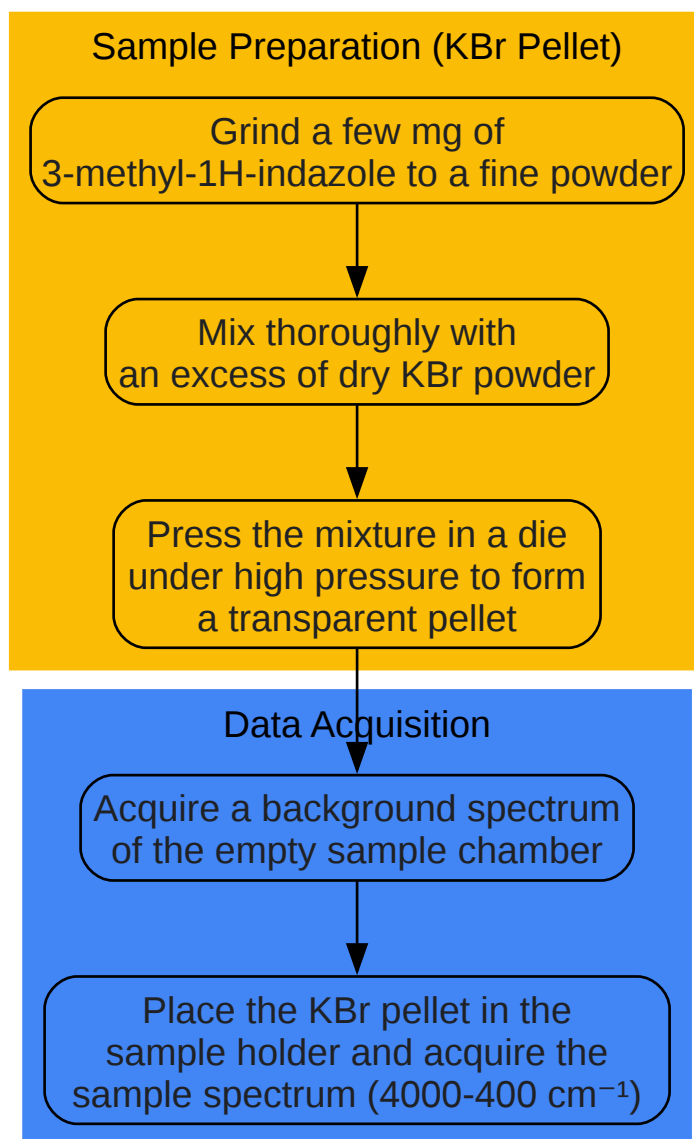 Sample Preparation (KBr Pellet)
Grind a few mg of
3-methyl-1H-indazole to a fine powder
Mix thoroughly with
an excess of dry KBr powder
Press the mixture in a die
under high pressure to form
a transparent pellet
Data Acquisition
Acquire a background spectrum
of the empty sample chamber
Place the KBr pellet in the
sample holder and acquire the
sample spectrum (4000-400 cm⁻¹)